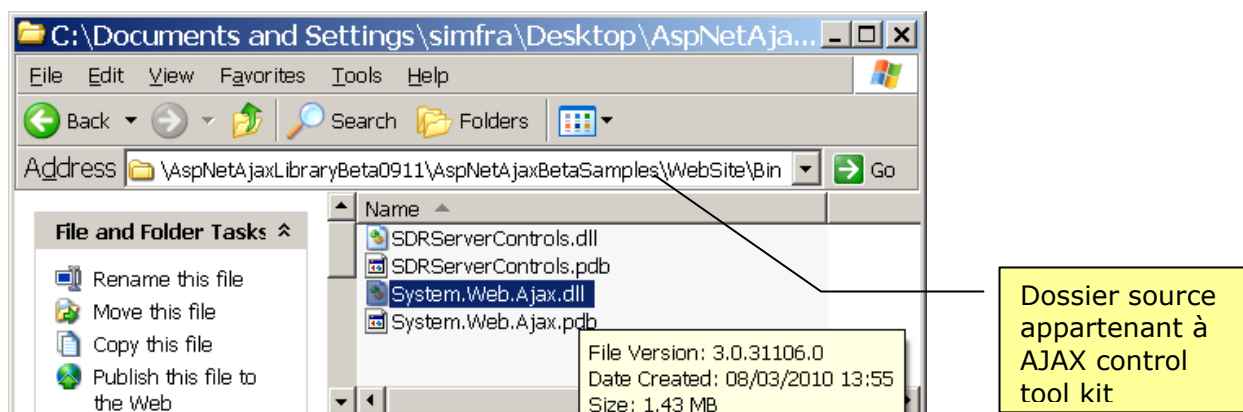 C:\Documents and Settings\simfra\Desktop\AspNetAja...
File Edit View Favorites Tools Help
Back Search Folders
Address \AspNetAjaxLibraryBeta0911\AspNetAjaxBetaSamples\WebSite\Bin Go
Name
File and Folder Tasks
SDRServerControls.dll
SDRServerControls.pdb
Rename this file
System.Web.Ajax.dll
Move this file
System.Web.Ajax.pdb
Copy this file
Publish this file to
the Web
File Version: 3.0.31106.0
Date Created: 08/03/2010 13:55
Size: 1.43 MB
Dossier source
appartenant à
AJAX control
tool kit